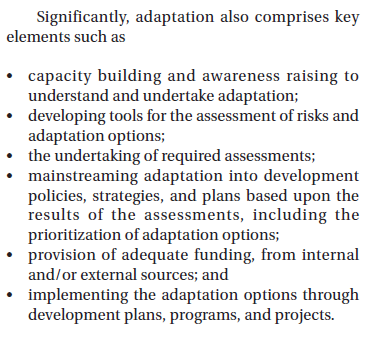 Significantly, adaptation also comprises key
elements such as
• capacity building and awareness raising to
understand and undertake adaptation;
• developing tools for the assessment of risks and
adaptation options;
• the undertaking of required assessments;
• mainstreaming adaptation into development
policies, strategies, and plans based upon the
results of the assessments, including the
prioritization of adaptation options;
• provision of adequate funding, from internal
and/or external sources; and
• implementing the adaptation options through
development plans, programs, and projects.